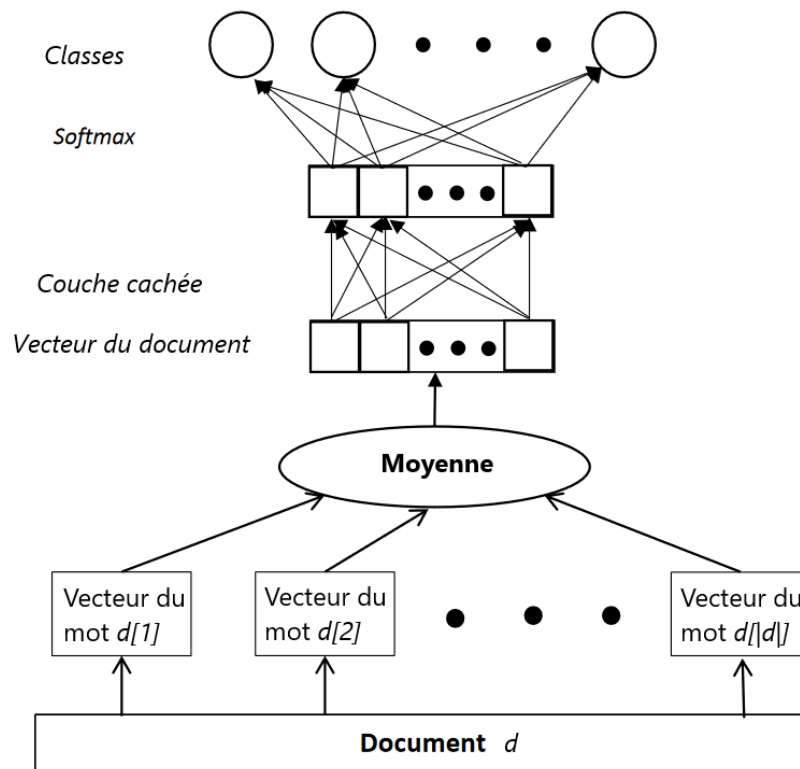 Classes
Softmax
Couche cachée
Vecteur du document
Moyenne
Vecteur du
mot d[1]
Vecteur du
mot d[2]
Vecteur du
mot d[|d|]
Document d